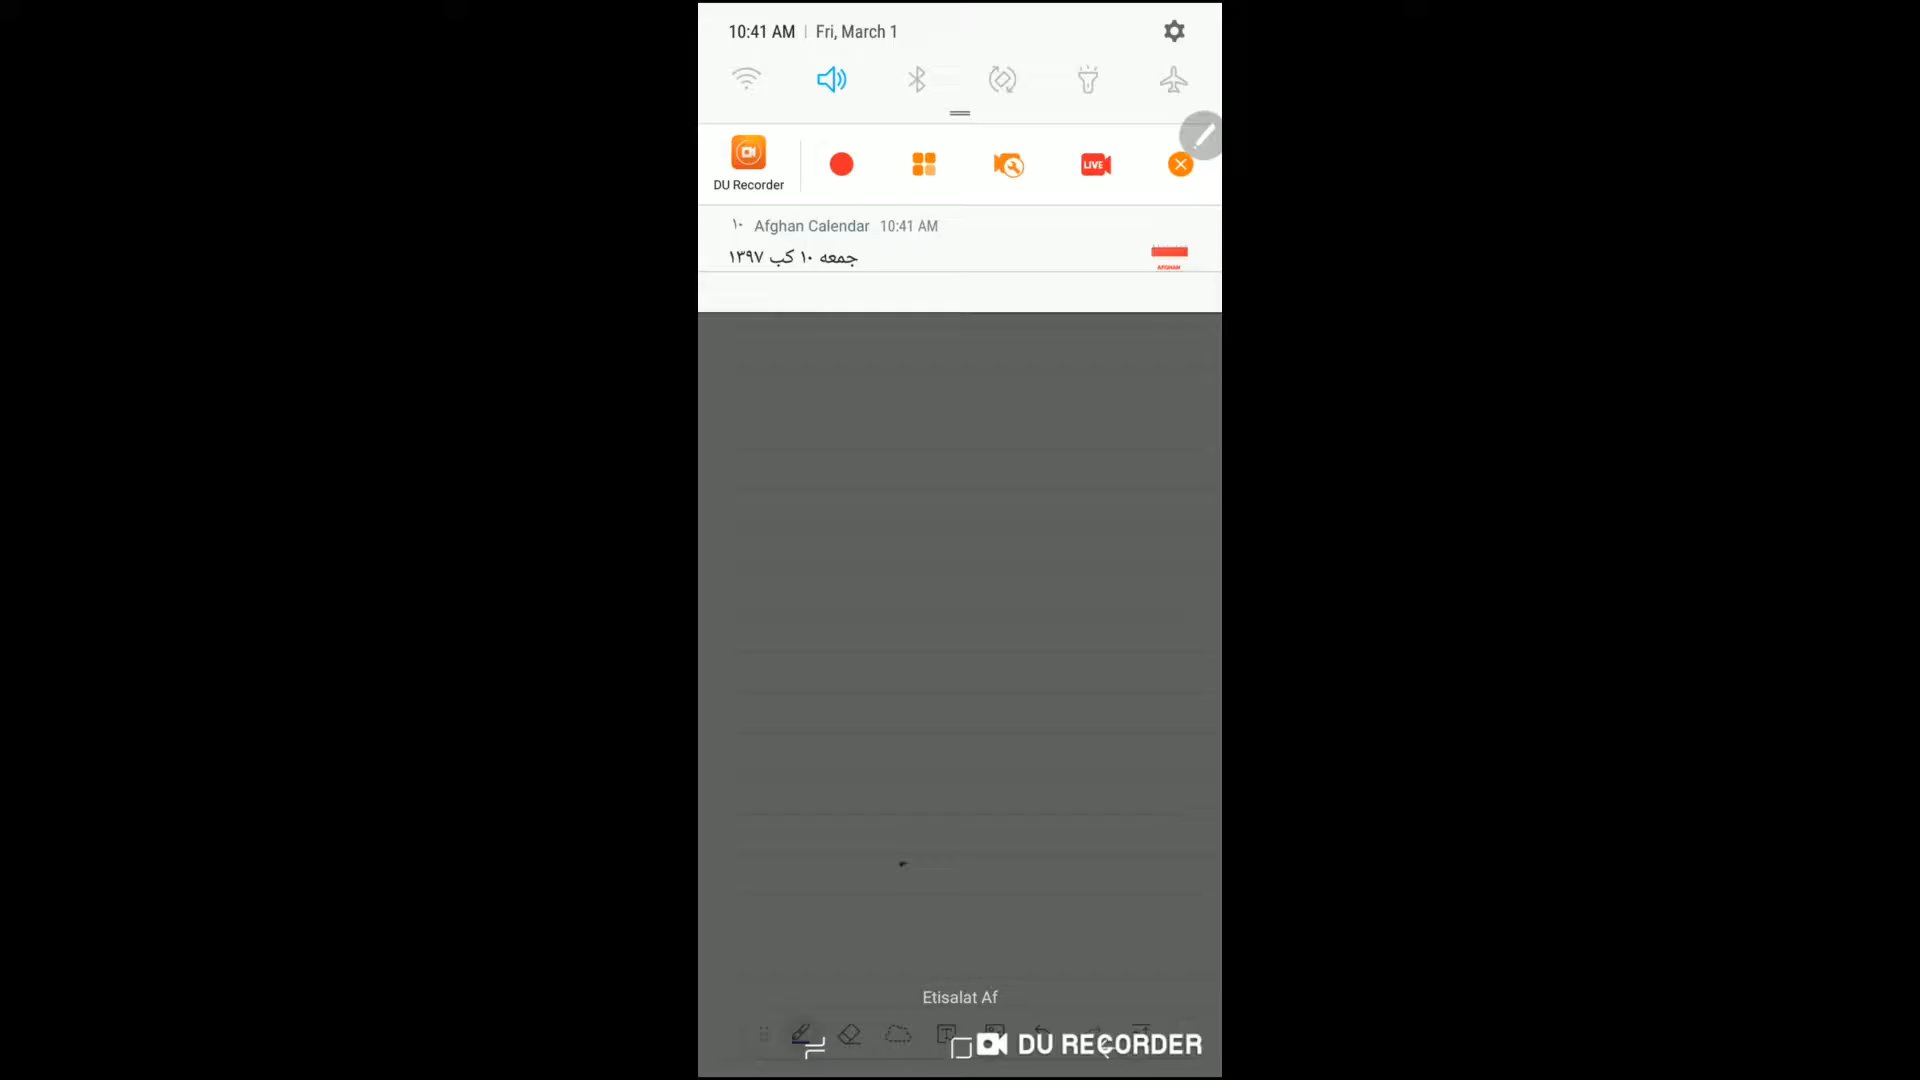 10:41 AM | Fri, March 1
LIVE
DU Recorder
۱۰ Afghan Calendar 10:41 AM
جمعه ۱۰ کب ۱۳۹۷
AFGHAN
Etisalat Af
DU RECORDER